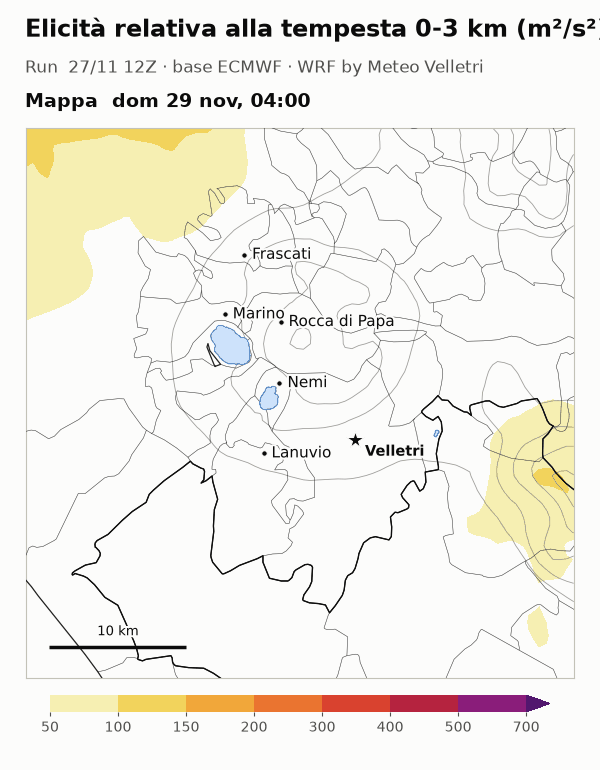 Elicità relativa alla tempesta 0-3 km (m²/s²)
Run 27/11 12Z · base ECMWF · WRF by Meteo Velletri
Mappa dom 29 nov, 04:00
Frascati
Marino
Rocca di Papa
Nemi
Lanuvio
Velletri
10 km
50 100 150 200 300 400 500 700